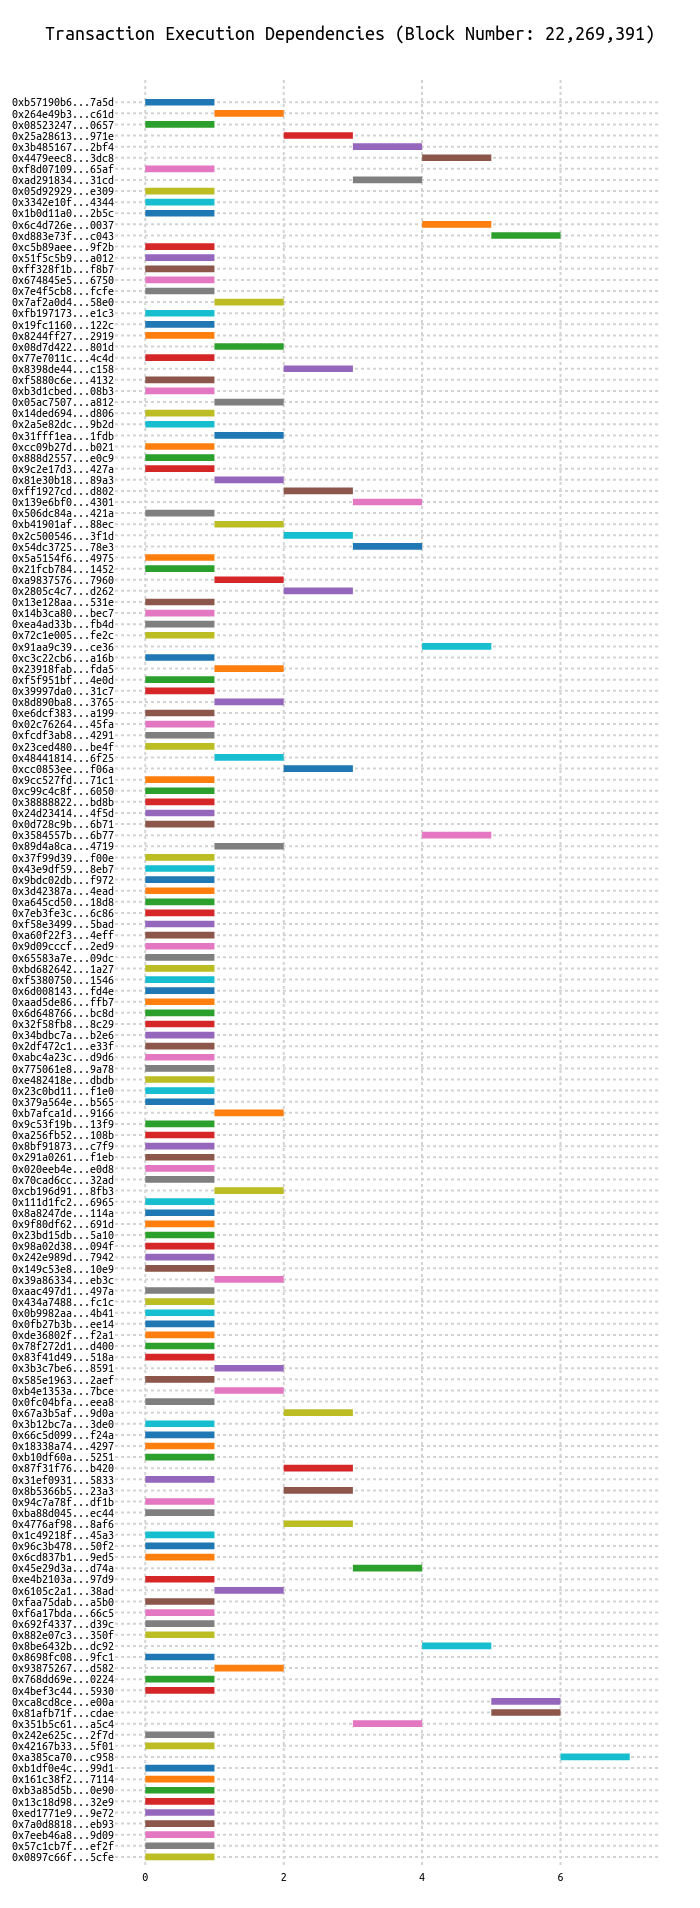 Transaction Execution Dependencies (Block Number: 22,269,391)
0xb57190b6...7a5d
0x264e49b3...c61d
0x08523247...0657
0x25a28613...971e
0x3b485167...2bf4
0x4479eec8...3dc8
0xf8d07109...65af
0xad291834...31cd
0x05d92929...e309
0x3342e10f...4344
0x1b0d11a0...2b5c
0x6c4d726e...0037
0xd883e73f...c043
0xc5b89aee...9f2b
0x51f5c5b9...a012
0xff328f1b...f8b7
0x674845e5...6750
0x7e4f5cb8...fcfe
0x7af2a0d4...58e0
0xfb197173...e1c3
0x19fc1160...122c
0x8244ff27...2919
0x08d7d422...801d
0x77e7011c...4c4d
0x8398de44...c158
0xf5880c6e...4132
0xb3d1cbed...08b3
0x05ac7507...a812
0x14ded694...d806
0x2a5e82dc...9b2d
0x31fff1ea...1fdb
0xcc09b27d...b021
0x888d2557...e0c9
0x9c2e17d3...427a
0x81e30b18...89a3
0xff1927cd...d802
0x139e6bf0...4301
0x506dc84a...421a
0xb41901af...88ec
0x2c500546...3f1d
0x54dc3725...78e3
0x5a5154f6...4975
0x21fcb784...1452
0xa9837576...7960
0x2805c4c7...d262
0x13e128aa...531e
0x14b3ca80...bec7
0xea4ad33b...fb4d
0x72c1e005...fe2c
0x91aa9c39...ce36
0xc3c22cb6...a16b
0x23918fab...fda5
0xf5f951bf...4e0d
0x39997da0...31c7
0x8d890ba8...3765
0xe6dcf383...a199
0x02c76264...45fa
0xfcdf3ab8...4291
0x23ced480...be4f
0x48441814...6f25
0xcc0853ee...f06a
0x9cc527fd...71c1
0xc99c4c8f...6050
0x38888822...bd8b
0x24d23414...4f5d
0x0d728c9b...6b71
0x3584557b...6b77
0x89d4a8ca...4719
0x37f99d39...f00e
0x43e9df59...8eb7
0x9bdc02db...f972
0x3d42387a...4ead
0xa645cd50...18d8
0x7eb3fe3c...6c86
0xf58e3499...5bad
0xa60f22f3...4eff
0x9d09cccf...2ed9
0x65583a7e...09dc
0xbd682642...1a27
0xf5380750...1546
0x6d008143...fd4e
0xaad5de86...ffb7
0x6d648766...bc8d
0x32f58fb8...8c29
0x34bdbc7a...b2e6
0x2df472c1...e33f
0xabc4a23c...d9d6
0x775061e8...9a78
0xe482418e...dbdb
0x23c0bd11...f1e0
0x379a564e...b565
0xb7afca1d...9166
0x9c53f19b...13f9
0xa256fb52...108b
0x8bf91873...c7f9
0x291a0261...f1eb
0x020eeb4e...e0d8
0x70cad6cc...32ad
0xcb196d91...8fb3
0x111d1fc2...6965
0x8a8247de...114a
0x9f80df62...691d
0x23bd15db...5a10
0x98a02d38...094f
0x242e989d...7942
0x149c53e8...10e9
0x39a86334...eb3c
0xaac497d1...497a
0x434a7488...fc1c
0x0b9982aa...4b41
0x0fb27b3b...ee14
0xde36802f...f2a1
0x78f272d1...d400
0x83f41d49...518a
0x3b3c7be6...8591
0x585e1963...2aef
0xb4e1353a...7bce
0x0fc04bfa...eea8
0x67a3b5af...9d0a
0x3b12bc7a...3de0
0x66c5d099...f24a
0x18338a74...4297
0xb10df60a...5251
0x87f31f76...b420
0x31ef0931...5833
0x8b5366b5...23a3
0x94c7a78f...df1b
0xba88d045...ec44
0x4776af98...8af6
0x1c49218f...45a3
0x96c3b478...50f2
0x6cd837b1...9ed5
0x45e29d3a...d74a
0xe4b2103a...97d9
0x6105c2a1...38ad
0xfaa75dab...a5b0
0xf6a17bda...66c5
0x692f4337...d39c
0x882e07c3...350f
0x8be6432b...dc92
0x8698fc08...9fc1
0x93875267...d582
0x768dd69e...0224
0x4bef3c44...5930
0xca8cd8ce...e00a
0x81afb71f...cdae
0x351b5c61...a5c4
0x242e625c...2f7d
0x42167b33...5f01
0xa385ca70...c958
0xb1df0e4c...99d1
0x161c38f2...7114
0xb3a85d5b...0e90
0x13c18d98...32e9
0xed1771e9...9e72
0x7a0d8818...eb93
0x7eeb46a8...9d09
0x57c1cb7f...ef2f
0x0897c66f...5cfe
0 2 4 6